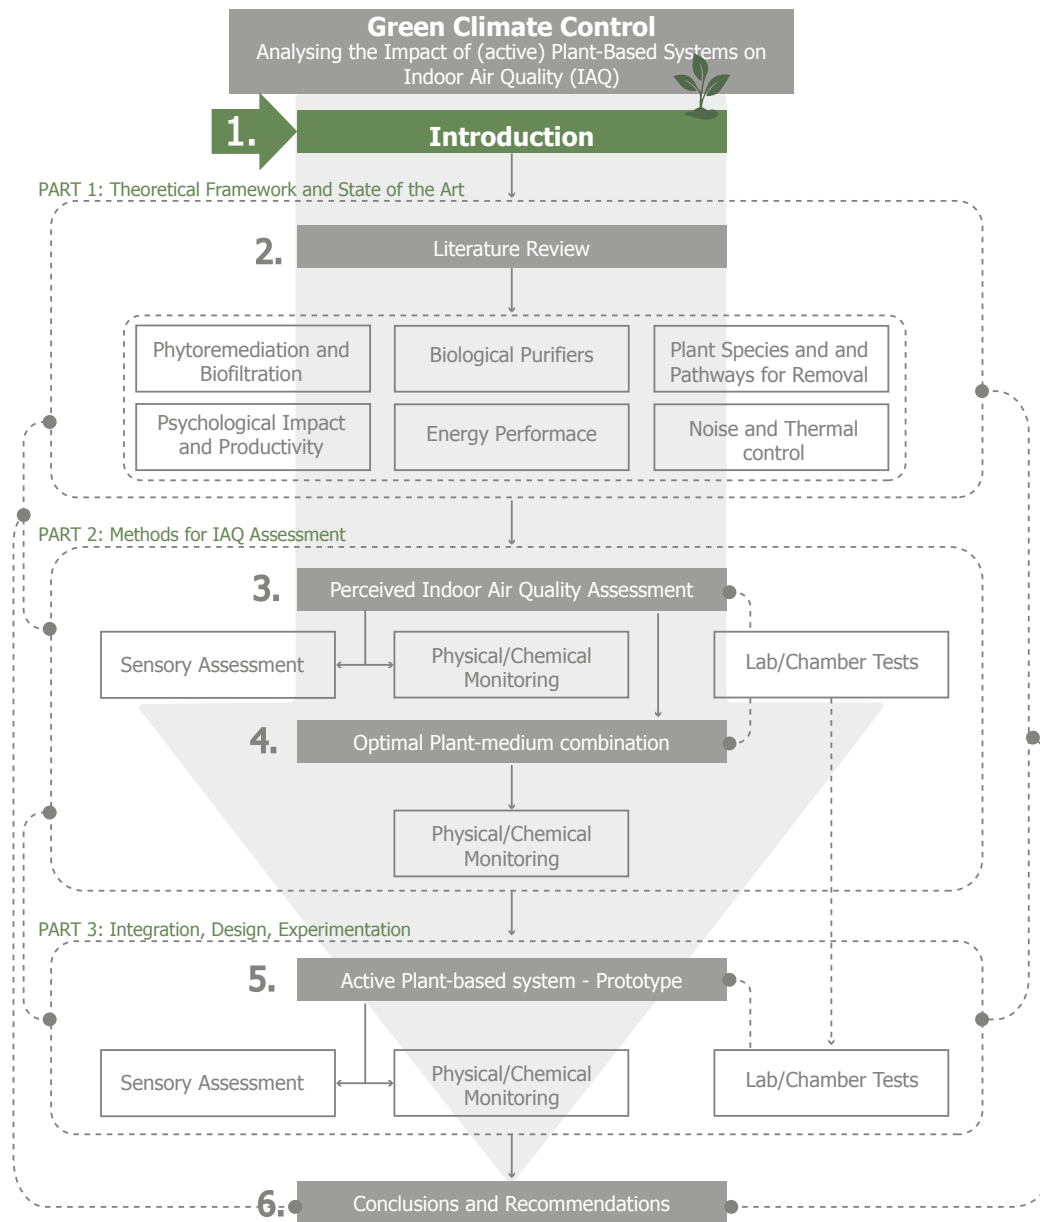 Green Climate Control
Analysing the Impact of (active) Plant-Based Systems on
Indoor Air Quality (IAQ)
1.
Introduction
PART 1: Theoretical Framework and State of the Art
2.
Literature Review
Phytoremediation and
Biofiltration
Biological Purifiers
Plant Species and and
Pathways for Removal
Psychological Impact
and Productivity
Energy Performace
Noise and Thermal
control
PART 2: Methods for IAQ Assessment
3.
Perceived Indoor Air Quality Assessment
Sensory Assessment
Physical/Chemical
Monitoring
Lab/Chamber Tests
4.
Optimal Plant-medium combination
Physical/Chemical
Monitoring
PART 3: Integration, Design, Experimentation
5.
Active Plant-based system - Prototype
Sensory Assessment
Physical/Chemical
Monitoring
Lab/Chamber Tests
6.
Conclusions and Recommendations